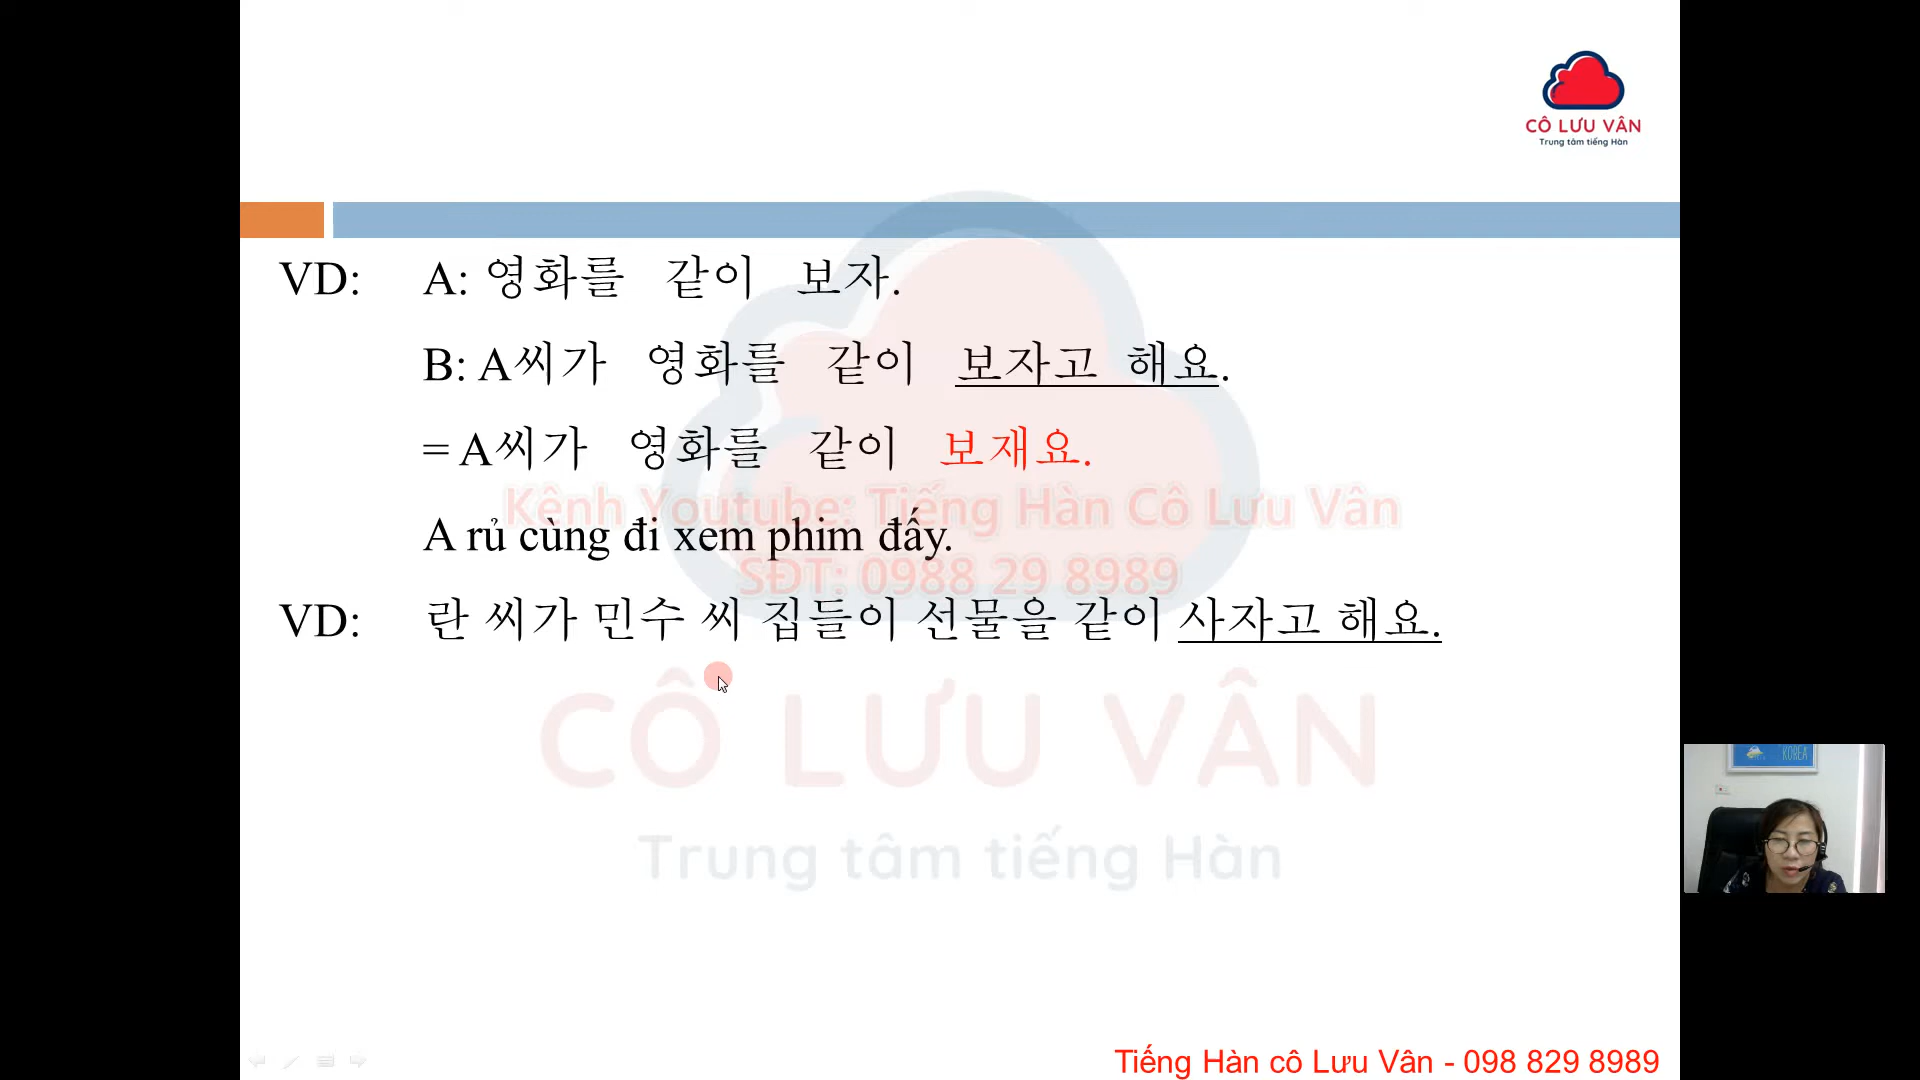 CÔ LƯU VÂN
Trung tâm tiếng Hàn
VD: A: 영화를 같이 보자.
B: A씨가 영화를 같이 보자고 해요.
= A씨가 영화를 같이 보재요.
Kênh Youtube: Tiếng Hàn Cô Lưu Vân
A rủ cùng đi xem phim đấy.
SĐT: 0988 29 8989
VD: 란 씨가 민수 씨 집들이 선물을 같이 사자고 해요.
CÔ LƯU VÂN
Trung tâm tiếng Hàn
KOREA
Tiếng Hàn cô Lưu Vân - 098 829 8989